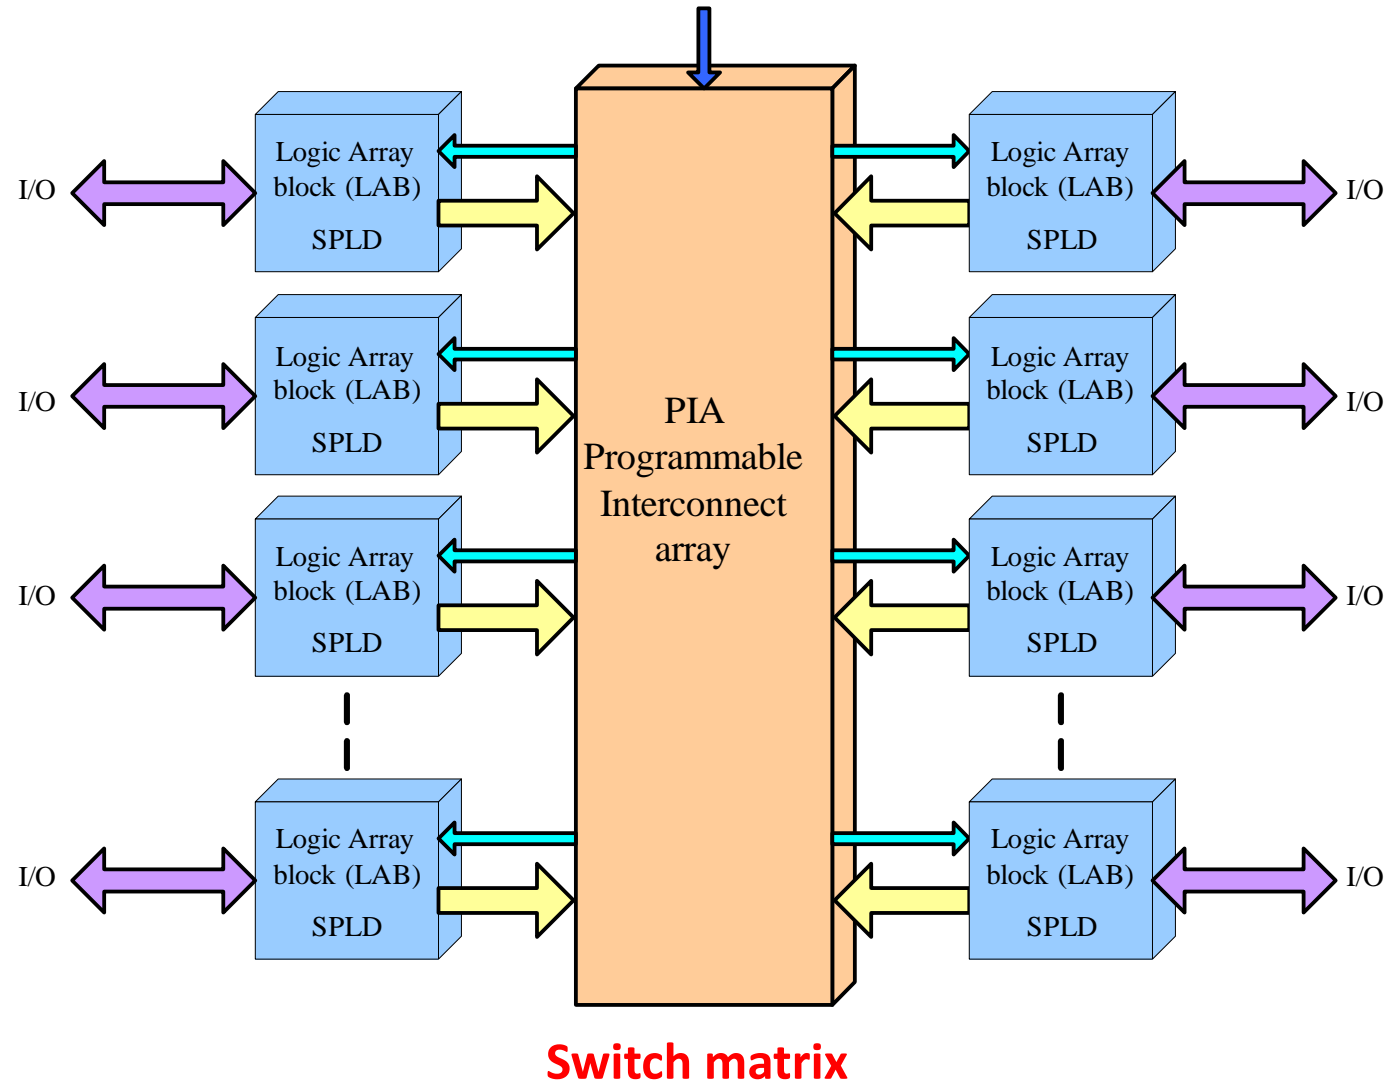 Logic Array
block (LAB)
SPLD
I/O
Logic Array
block (LAB)
SPLD
I/O
Logic Array
block (LAB)
SPLD
I/O
Logic Array
block (LAB)
SPLD
I/O
PIA
Programmable
Interconnect
array
Logic Array
block (LAB)
SPLD
I/O
Logic Array
block (LAB)
SPLD
I/O
Logic Array
block (LAB)
SPLD
I/O
Logic Array
block (LAB)
SPLD
I/O
Switch matrix